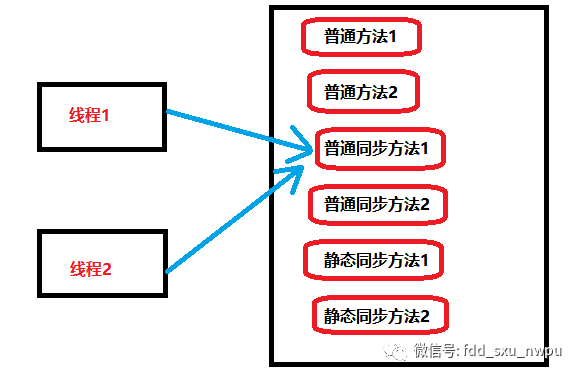 普通方法1
普通方法2
线程1
普通同步方法1
普通同步方法2
线程2
静态同步方法1
静态同步方法2
微信号: fdd_sxu_nwpu